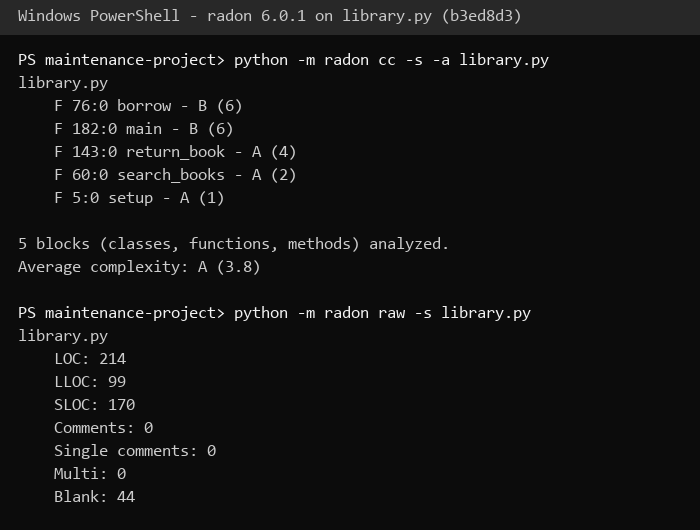 Windows PowerShell - radon 6.0.1 on library.py (b3ed8d3)
PS maintenance-project> python -m radon cc -s -a library.py
library.py
    F 76:0 borrow - B (6)
    F 182:0 main - B (6)
    F 143:0 return_book - A (4)
    F 60:0 search_books - A (2)
    F 5:0 setup - A (1)
5 blocks (classes, functions, methods) analyzed.
Average complexity: A (3.8)
PS maintenance-project> python -m radon raw -s library.py
library.py
    LOC: 214
    LLOC: 99
    SLOC: 170
    Comments: 0
    Single comments: 0
    Multi: 0
    Blank: 44